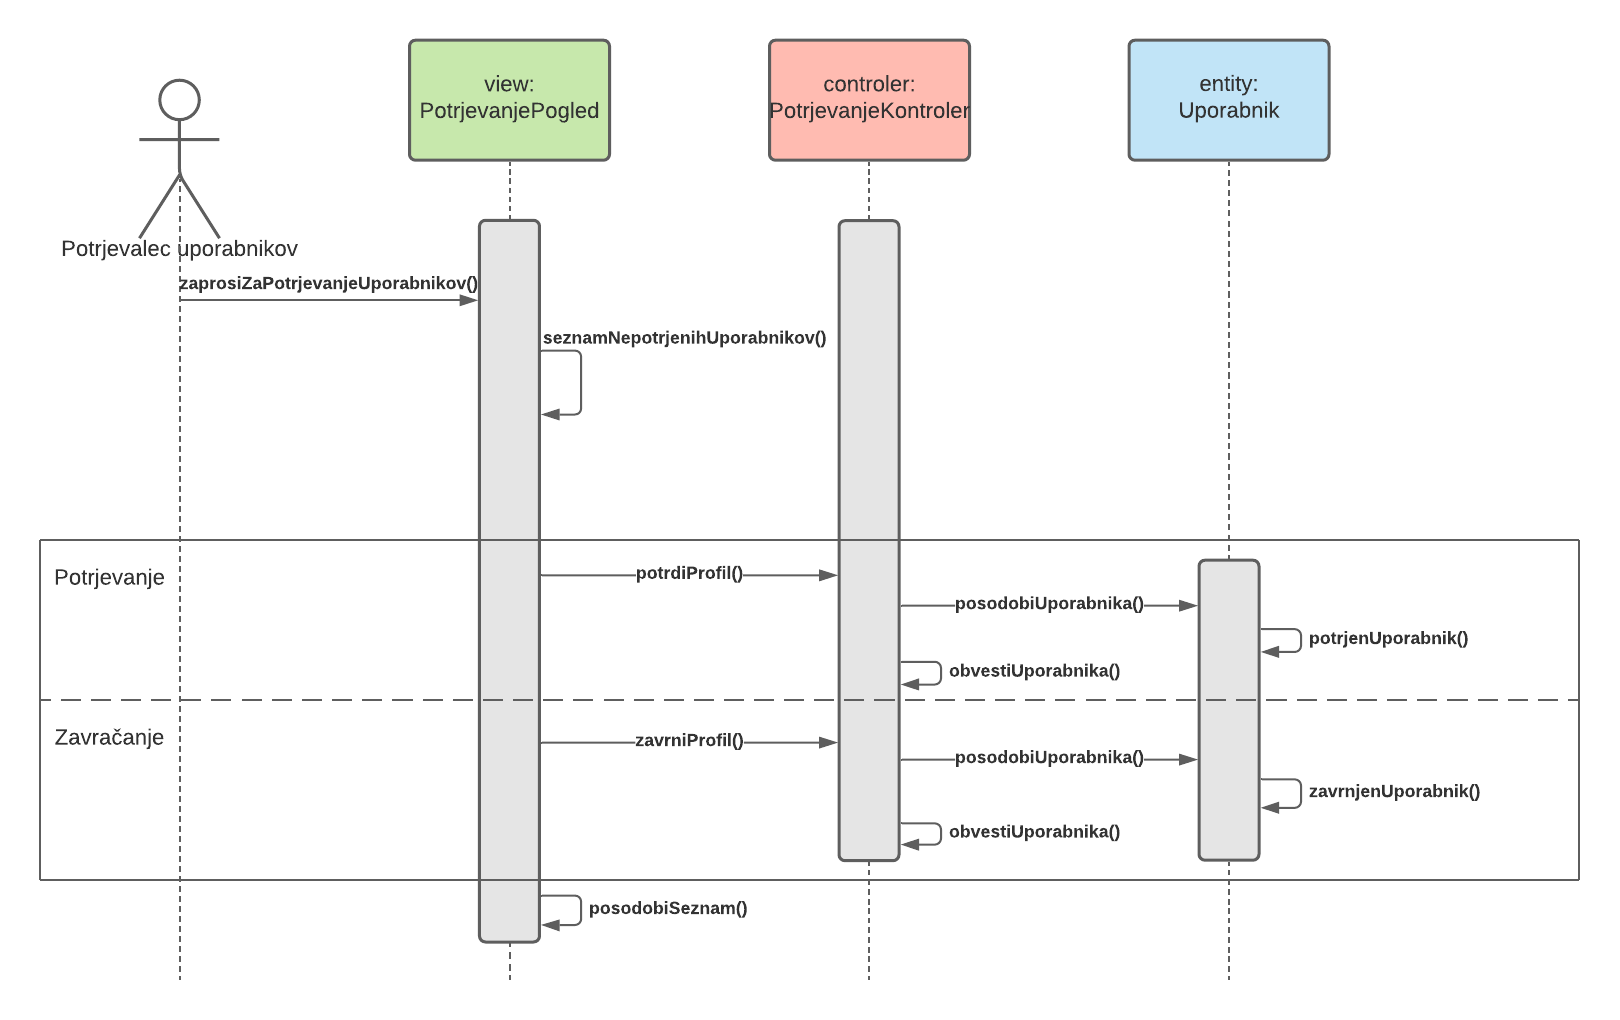 view:
PotrjevanjePogled
controler:
PotrjevanjeKontroler
entity:
Uporabnik
Potrjevalec uporabnikov
zaprosiZaPotrjevanjeUporabnikov()
seznamNepotrjenihUporabnikov()
Potrjevanje
potrdiProfil()
posodobiUporabnika()
potrjenUporabnik()
obvestiUporabnika()
Zavračanje
zavrniProfil()
posodobiUporabnika()
zavrnjenUporabnik()
obvestiUporabnika()
posodobiSeznam()